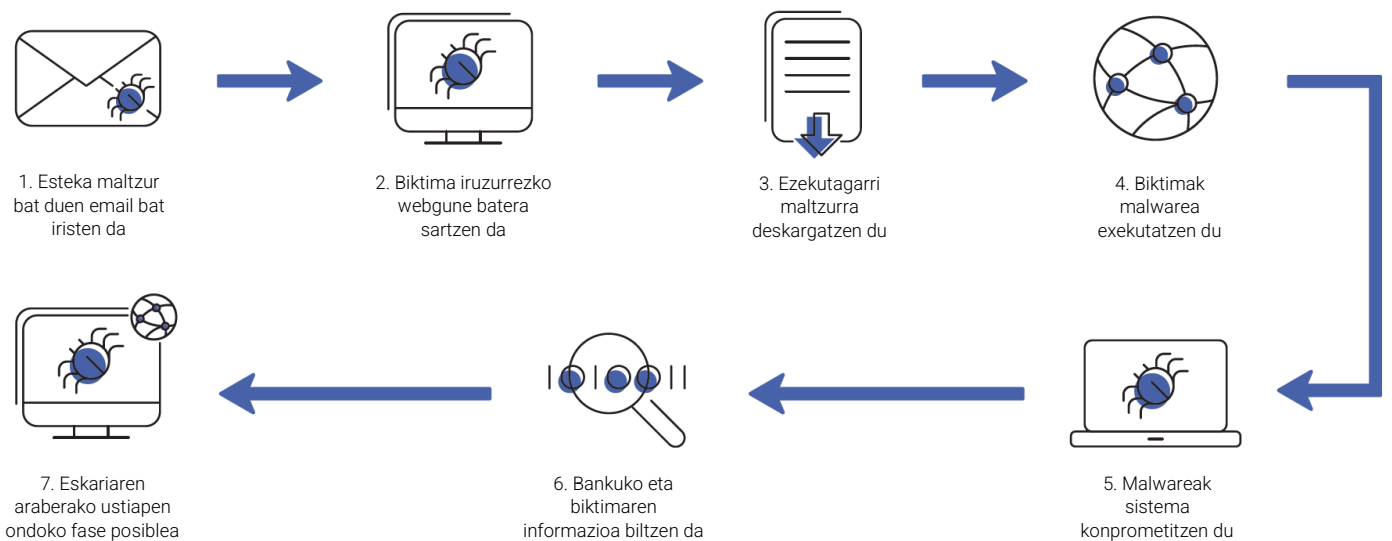 1. Esteka maltzur
bat duen email bat
iristen da
2. Biktima iruzurrezko
webgune batera
sartzen da
3. Ezekutagarri
maltzurra
deskargatzen du
4. Biktimak
malwarea
exekutatzen du
5. Malwareak
sistema
konprometitzen du
6. Bankuko eta
biktimaren
informazioa biltzen da
7. Eskariaren
araberako ustiapen
ondoko fase posiblea